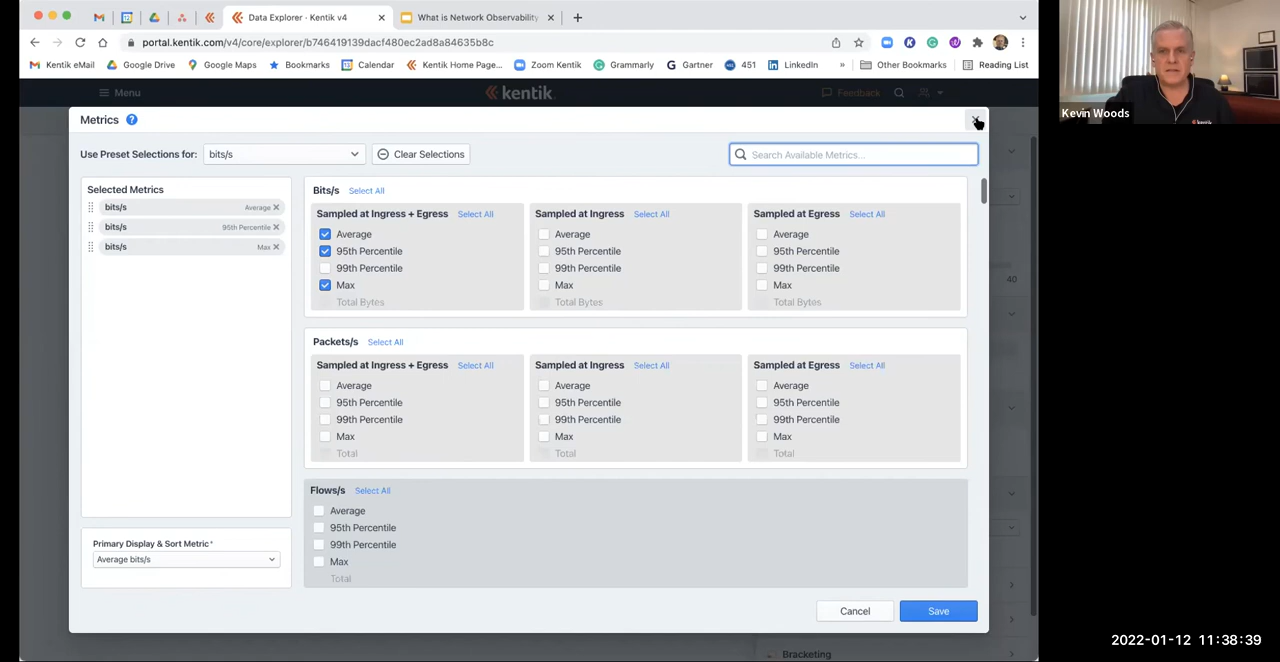 Data Explorer · Kentik v4
What is Network Observability
portal.kentik.com/v4/core/explorer/b746419139dacf480ec2ad8a84635b8c
Kentik eMail Google Drive Google Maps Bookmarks Calendar Kentik Home Page... Zoom Kentik Grammarly Gartner 451 LinkedIn » Other Bookmarks Reading List
Menu kentik Feedback
Kevin Woods
Metrics
Use Preset Selections for: bits/s Clear Selections Search Available Metrics...
Selected Metrics
bits/s Average
bits/s 95th Percentile
bits/s Max
Primary Display & Sort Metric*
Average bits/s
Bits/s Select All
Sampled at Ingress + Egress Select All
Average
95th Percentile
99th Percentile
Max
Total Bytes
Sampled at Ingress Select All
Average
95th Percentile
99th Percentile
Max
Total Bytes
Sampled at Egress Select All
Average
95th Percentile
99th Percentile
Max
Total Bytes
Packets/s Select All
Sampled at Ingress + Egress Select All
Average
95th Percentile
99th Percentile
Max
Total
Sampled at Ingress Select All
Average
95th Percentile
99th Percentile
Max
Total
Sampled at Egress Select All
Average
95th Percentile
99th Percentile
Max
Total
Flows/s Select All
Average
95th Percentile
99th Percentile
Max
Total
Cancel Save
40
Bracketing
2022-01-12 11:38:39